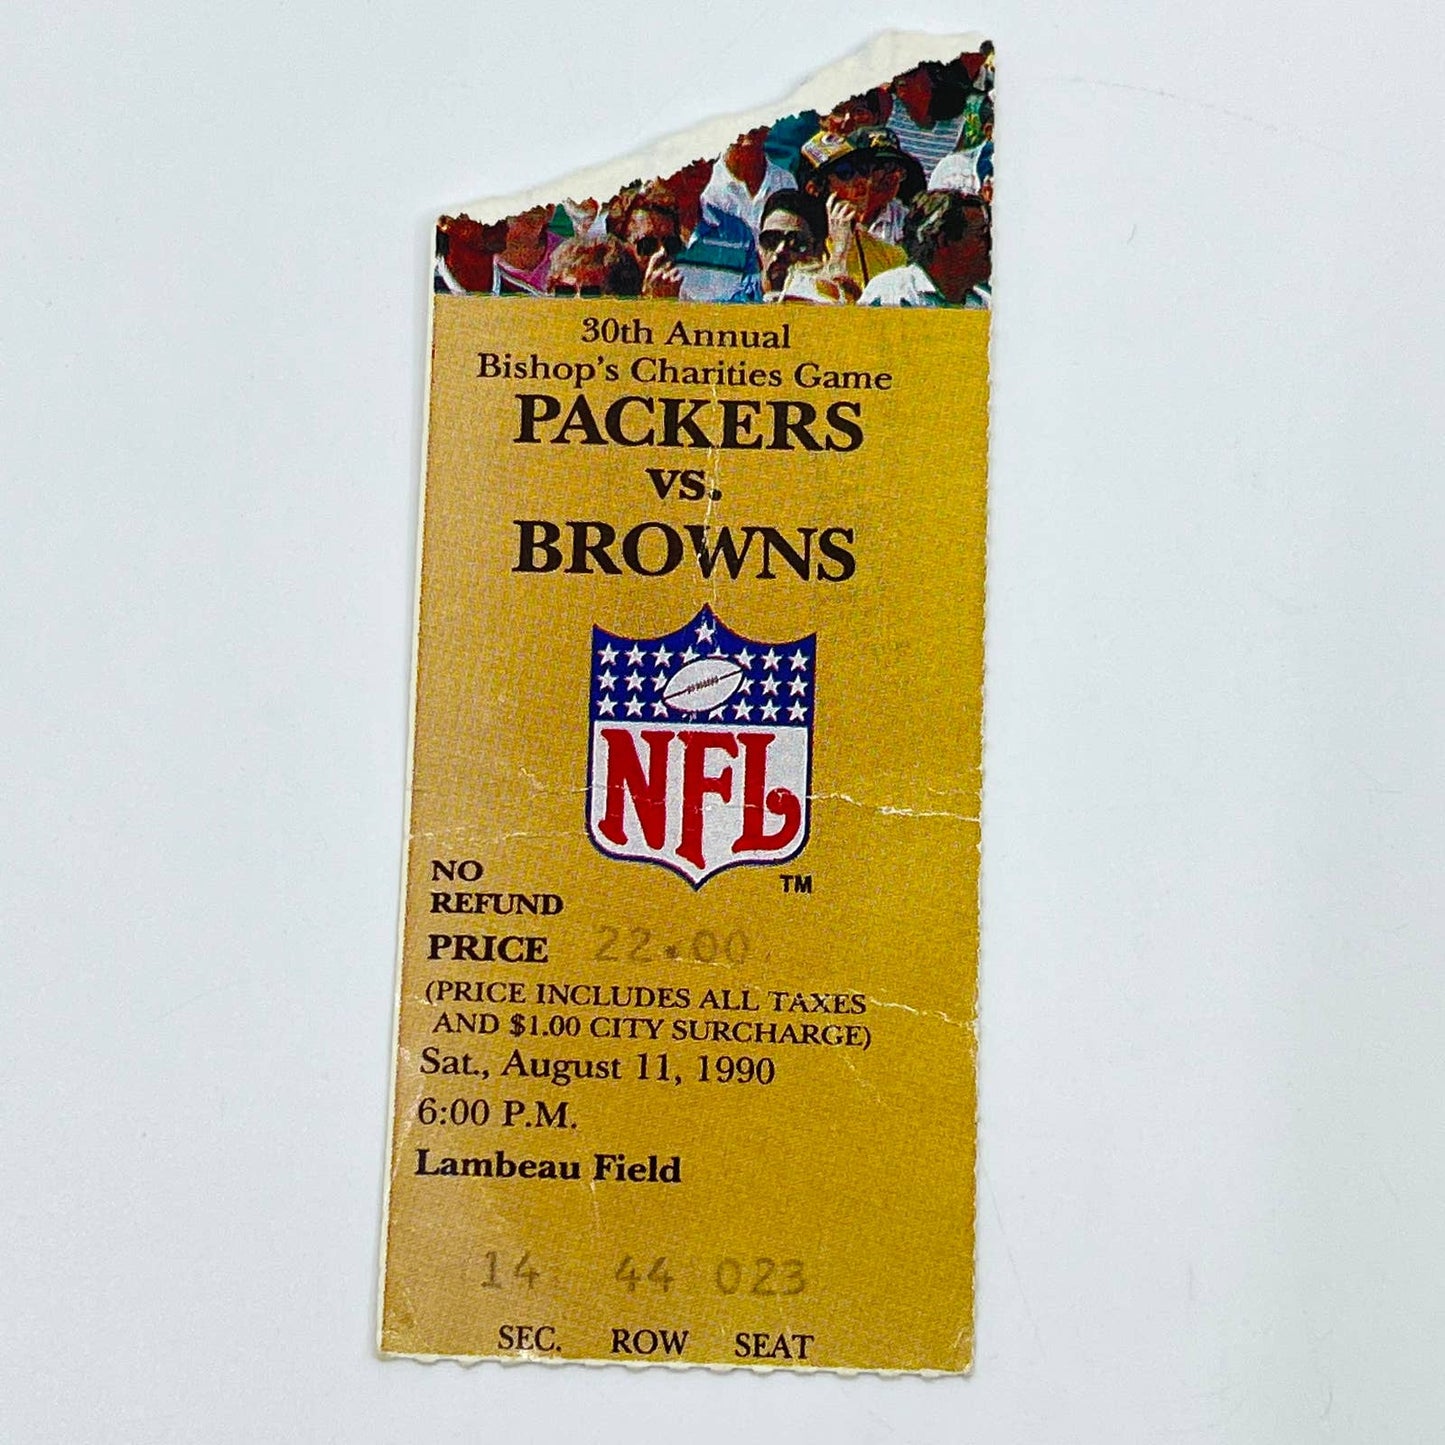 30th Annual
Bishop's Charities Game
PACKERS
vs.
BROWNS
NFL
TM
NO
REFUND
PRICE 22.00
(PRICE INCLUDES ALL TAXES
AND $1.00 CITY SURCHARGE)
Sat., August 11, 1990
6:00 P.M.
Lambeau Field
14 44 023
SEC. ROW SEAT